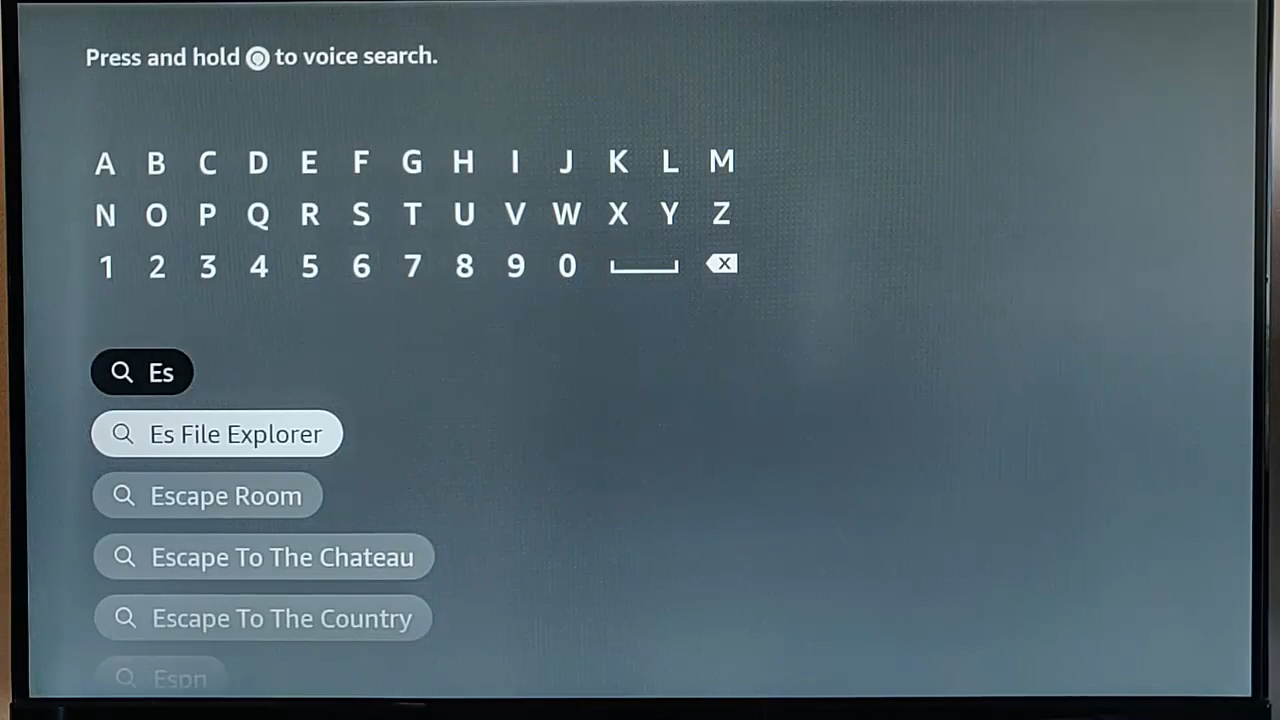 Press and hold to voice search.
A B C D E F G H I J K L M
N O P Q R S T U V W X Y Z
1 2 3 4 5 6 7 8 9 0
Es
Es File Explorer
Escape Room
Escape To The Chateau
Escape To The Country
Espn